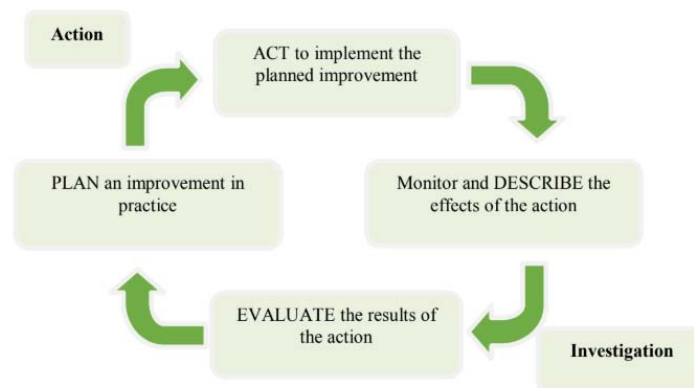 Action
ACT to implement the
planned improvement
PLAN an improvement in
practice
Monitor and DESCRIBE the
effects of the action
EVALUATE the results of
the action
Investigation